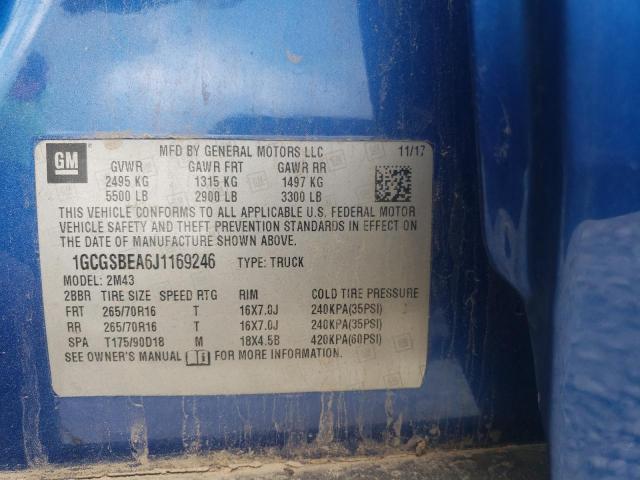 GM
MFD BY GENERAL MOTORS LLC 11/17
GVWR GAWR FRT GAWR RR
2495 KG 1315 KG 1497 KG
5500 LB 2900 LB 3300 LB
THIS VEHICLE CONFORMS TO ALL APPLICABLE U.S. FEDERAL MOTOR
VEHICLE SAFETY AND THEFT PREVENTION STANDARDS IN EFFECT ON
THE DATE OF MANUFACTURE SHOWN ABOVE.
1GCGSBEA6J1169246 TYPE: TRUCK
MODEL: 2M43
2BBR TIRE SIZE SPEED RTG RIM COLD TIRE PRESSURE
FRT 265/70R16 T 16X7.0J 240KPA(35PSI)
RR 265/70R16 T 16X7.0J 240KPA(35PSI)
SPA T175/90D18 M 18X4.5B 420KPA(60PSI)
SEE OWNER'S MANUAL FOR MORE INFORMATION.